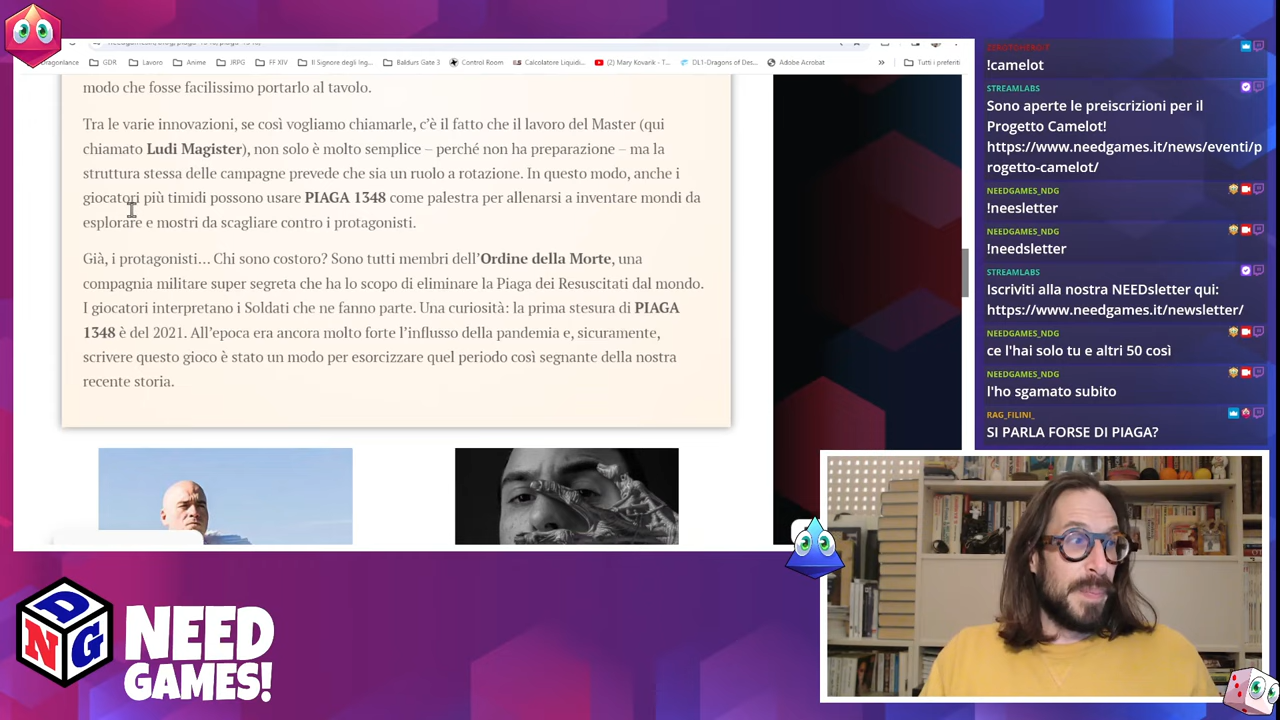 Dragonlance
GDR
Lavoro
Anime
JRPG
FF XIV
Il Signore degli Ing...
Baldurs Gate 3
Control Room
Calcolatore Liquidi...
(2) Mary Kovarik - T...
DL1-Dragons of Des...
Adobe Acrobat
»
Tutti i preferiti
modo che fosse facilissimo portarlo al tavolo.
Tra le varie innovazioni, se così vogliamo chiamarle, c'è il fatto che il lavoro del Master (qui
chiamato Ludi Magister), non solo è molto semplice – perché non ha preparazione – ma la
struttura stessa delle campagne prevede che sia un ruolo a rotazione. In questo modo, anche i
giocatori più timidi possono usare PIAGA 1348 come palestra per allenarsi a inventare mondi da
esplorare e mostri da scagliare contro i protagonisti.
Già, i protagonisti… Chi sono costoro? Sono tutti membri dell'Ordine della Morte, una
compagnia militare super segreta che ha lo scopo di eliminare la Piaga dei Resuscitati dal mondo.
I giocatori interpretano i Soldati che ne fanno parte. Una curiosità: la prima stesura di PIAGA
1348 è del 2021. All'epoca era ancora molto forte l'influsso della pandemia e, sicuramente,
scrivere questo gioco è stato un modo per esorcizzare quel periodo così segnante della nostra
recente storia.
!camelot
STREAMLABS
Sono aperte le preiscrizioni per il
Progetto Camelot!
https://www.needgames.it/news/eventi/p
rogetto-camelot/
NEEDGAMES_NDG
!neesletter
NEEDGAMES_NDG
!needsletter
STREAMLABS
Iscriviti alla nostra NEEDsletter qui:
https://www.needgames.it/newsletter/
NEEDGAMES_NDG
ce l'hai solo tu e altri 50 così
NEEDGAMES_NDG
l'ho sgamato subito
RAG_FILINI_
SI PARLA FORSE DI PIAGA?
D
N G
NEED
GAMES!